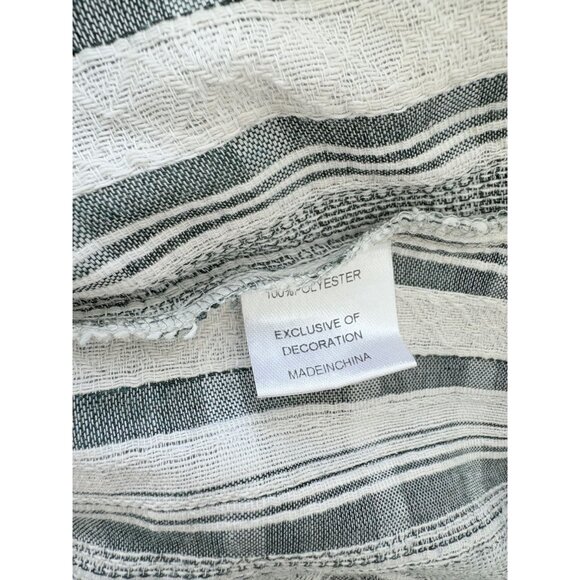 100%POLYESTER
EXCLUSIVE OF
DECORATION
MADEINCHINA